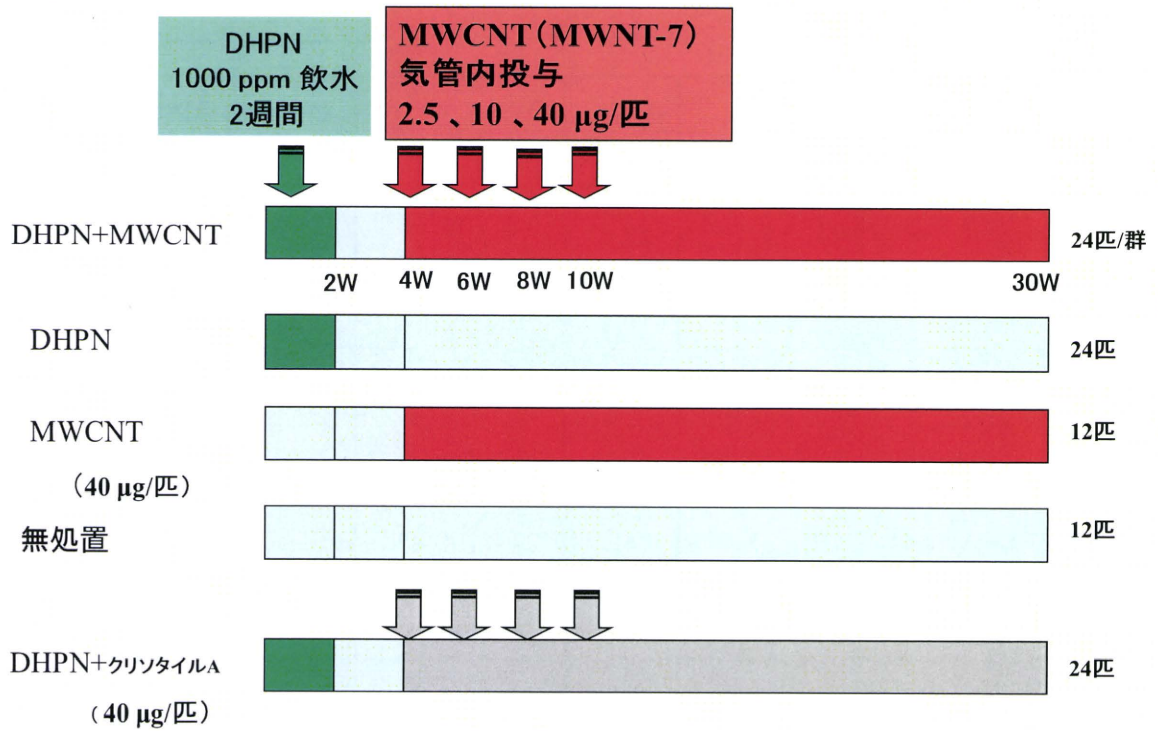 DHPN
1000 ppm 飲水
2週間
MWCNT(MWNT-7)
気管内投与
2.5 、10 、40 μg/匹
DHPN+MWCNT
24匹/群
2W
4W
6W
8W
10W
30W
DHPN
24匹
MWCNT
(40 μg/匹)
12匹
無処置
12匹
DHPN+クリソタイルA
(40 μg/匹)
24匹